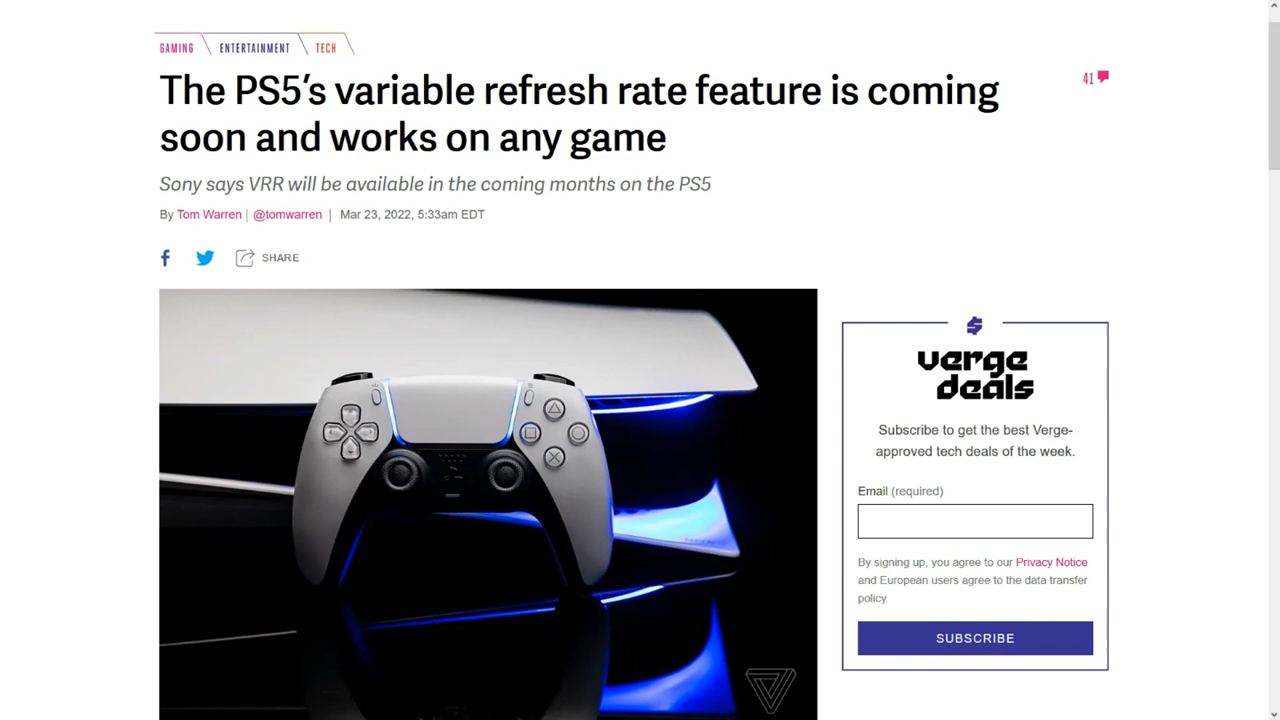 GAMING ENTERTAINMENT TECH
The PS5's variable refresh rate feature is coming
soon and works on any game
41
Sony says VRR will be available in the coming months on the PS5
By Tom Warren | @tomwarren | Mar 23, 2022, 5:33am EDT
SHARE
verge
deals
Subscribe to get the best Verge-
approved tech deals of the week.
Email (required)
By signing up, you agree to our Privacy Notice
and European users agree to the data transfer
policy.
SUBSCRIBE